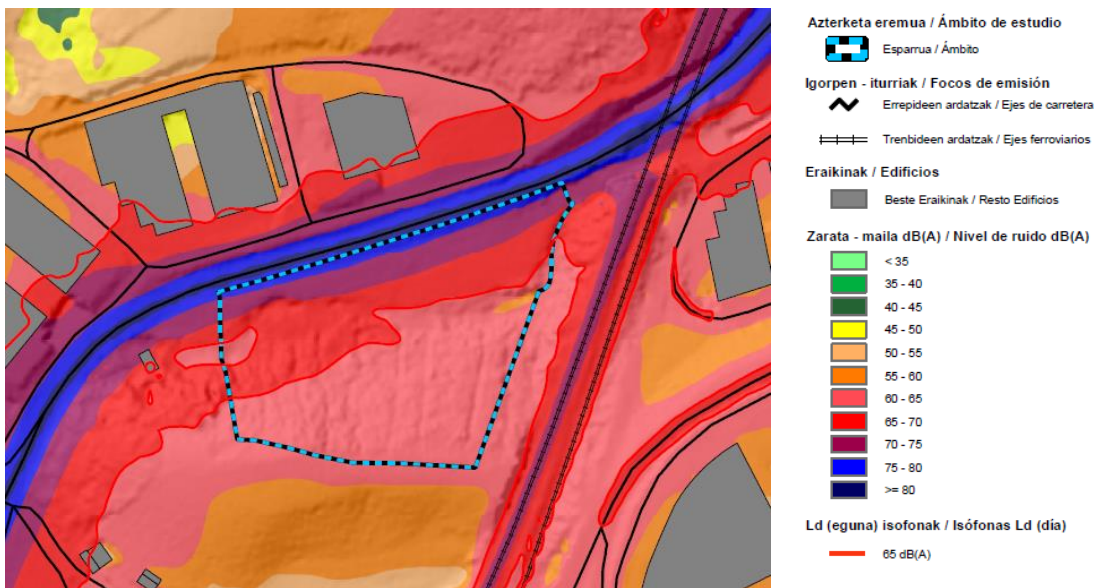 Azterketa eremua / Ámbito de estudio
Esparrua / Ámbito
Igorpen - iturriak / Focos de emisión
Errepideen ardatzak / Ejes de carretera
Trenbideen ardatzak / Ejes ferroviarios
Eraikinak / Edificios
Beste Eraikinak / Resto Edificios
Zarata - maila dB(A) / Nivel de ruido dB(A)
< 35
35 - 40
40 - 45
45 - 50
50 - 55
55 - 60
60 - 65
65 - 70
70 - 75
75 - 80
>= 80
Ld (eguna) isofonak / Isófonas Ld (día)
65 dB(A)